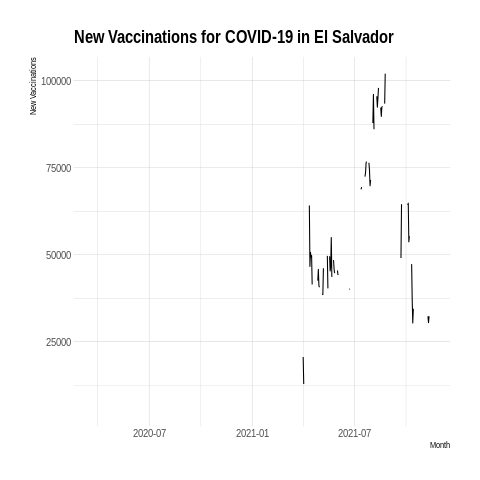 New Vaccinations for COVID-19 in El Salvador
New Vaccinations
100000
75000
50000
25000
2020-07
2021-01
2021-07
Month